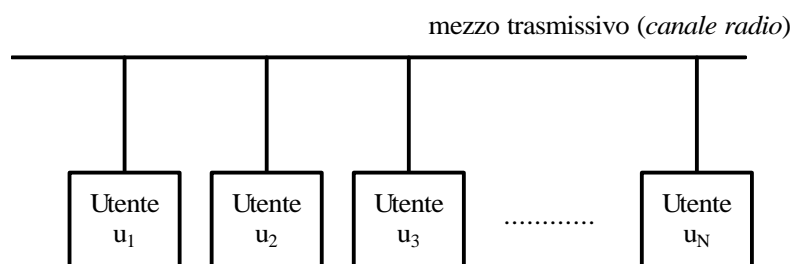 mezzo trasmissivo (canale radio)
Utente
u1
Utente
u2
Utente
u3
............
Utente
uN